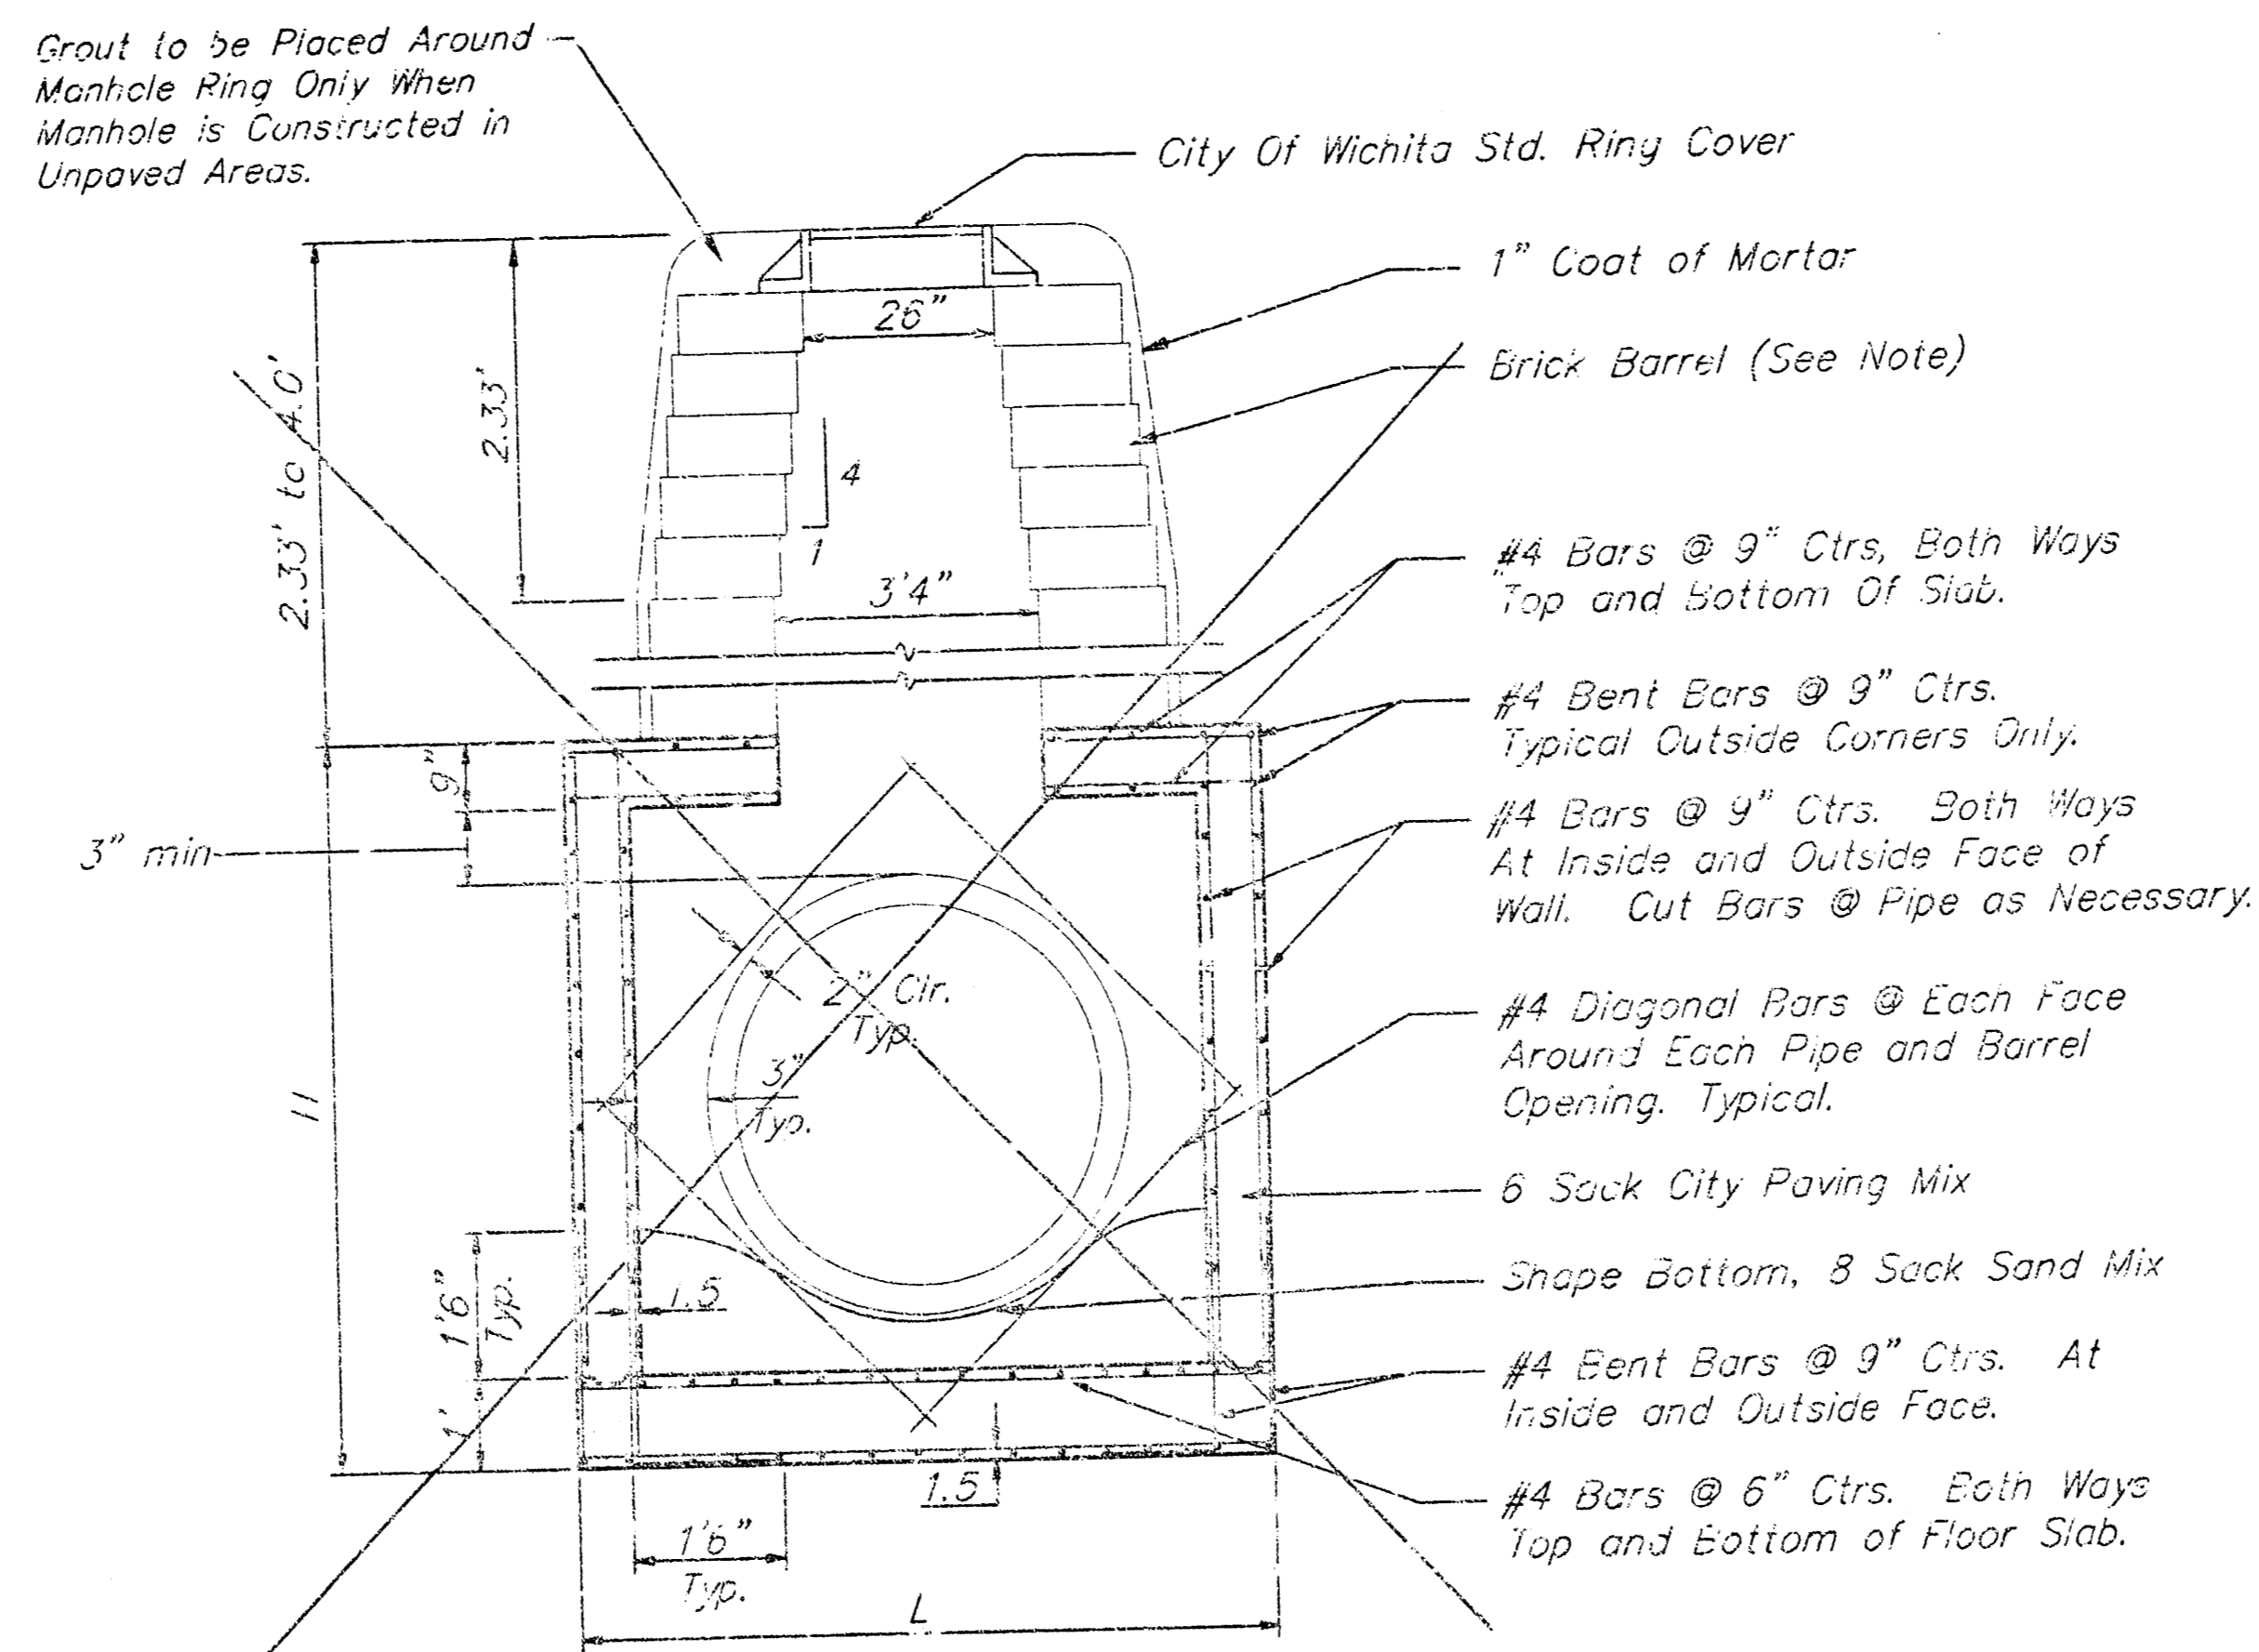 Grout to be Placed Around
Manhole Ring Only When
Manhole is Constructed in
Unpaved Areas.
City Of Wichita Std. Ring Cover
1" Coat of Mortar
26"
Brick Barrel (See Note)
2.33' to 4.0'
2.33'
4
1
3'4"
#4 Bars @ 9" Ctrs, Both Ways
Top and Bottom Of Slab.
#4 Bent Bars @ 9" Ctrs.
Typical Outside Corners Only.
9"
3" min
#4 Bars @ 9" Ctrs. Both Ways
At Inside and Outside Face of
Wall. Cut Bars @ Pipe as Necessary.
2" Clr.
Typ.
3"
Typ.
H
#4 Diagonal Bars @ Each Face
Around Each Pipe and Barrel
Opening. Typical.
6 Sack City Paving Mix
Shape Bottom, 8 Sack Sand Mix
1'6"
Typ.
1.5
1'
#4 Bent Bars @ 9" Ctrs. At
Inside and Outside Face.
1.5
#4 Bars @ 6" Ctrs. Both Ways
Top and Bottom of Floor Slab.
1'6"
Typ.
L